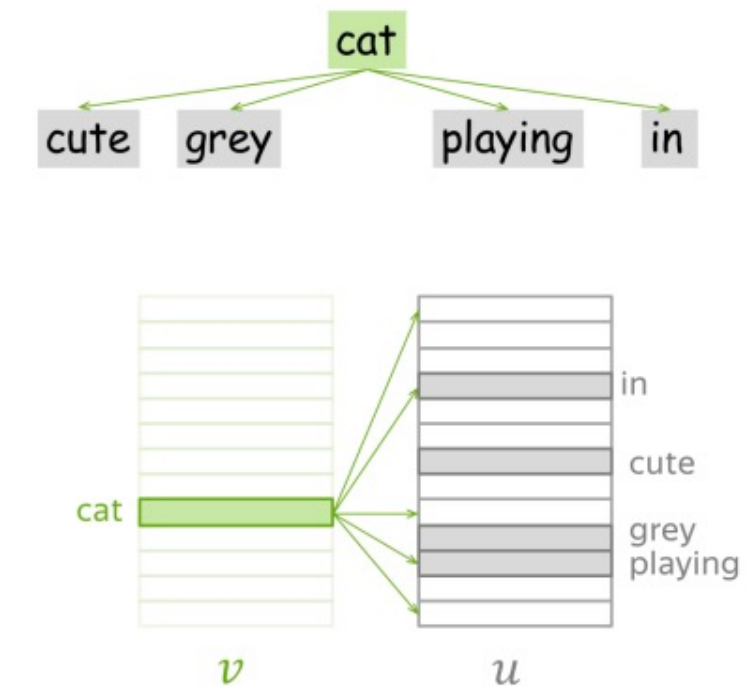 cat
cute grey playing in
in
cute
cat
grey
playing
v u